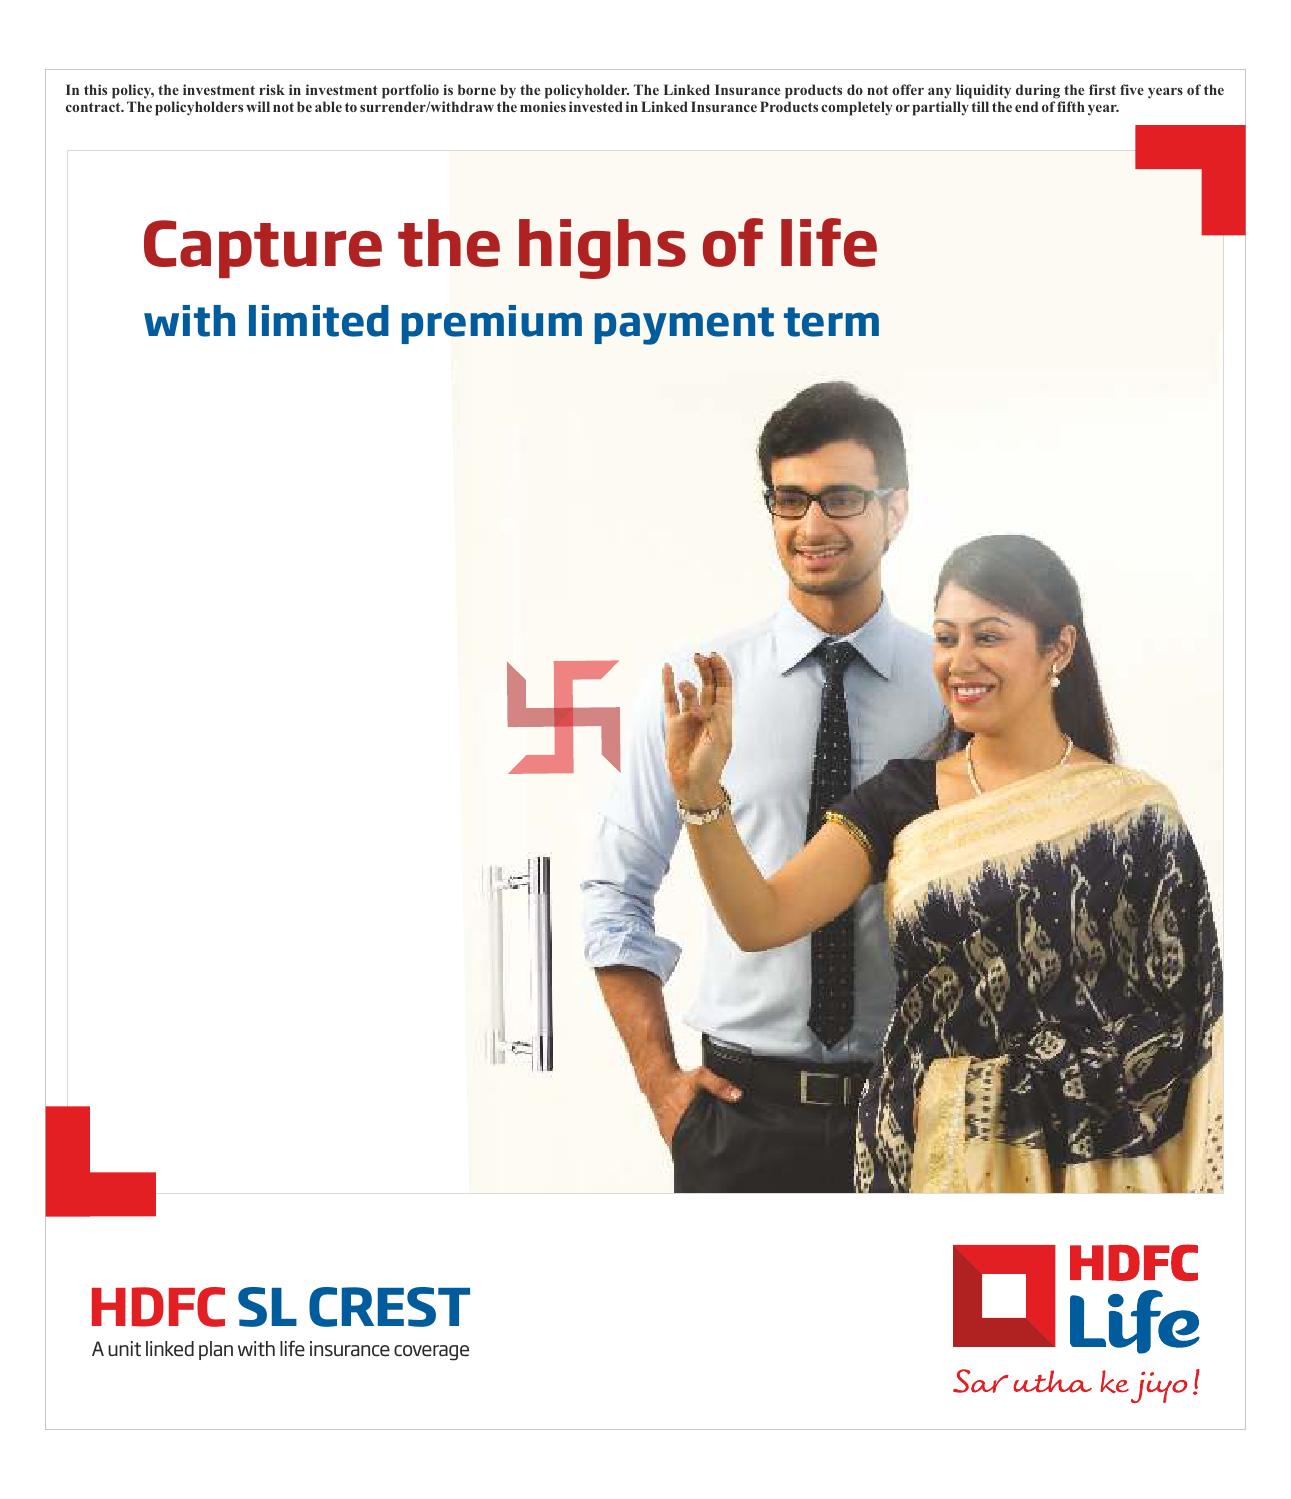 In this policy, the investment risk in investment portfolio is borne by the policyholder. The Linked Insurance products do not offer any liquidity during the first five years of the
contract. The policyholders will not be able to surrender/withdraw the monies invested in Linked Insurance Products completely or partially till the end of fifth year.
Capture the highs of life
with limited premium payment term
HDFC SL CREST
A unit linked plan with life insurance coverage
HDFC
Life
Sar utha ke jiyo!